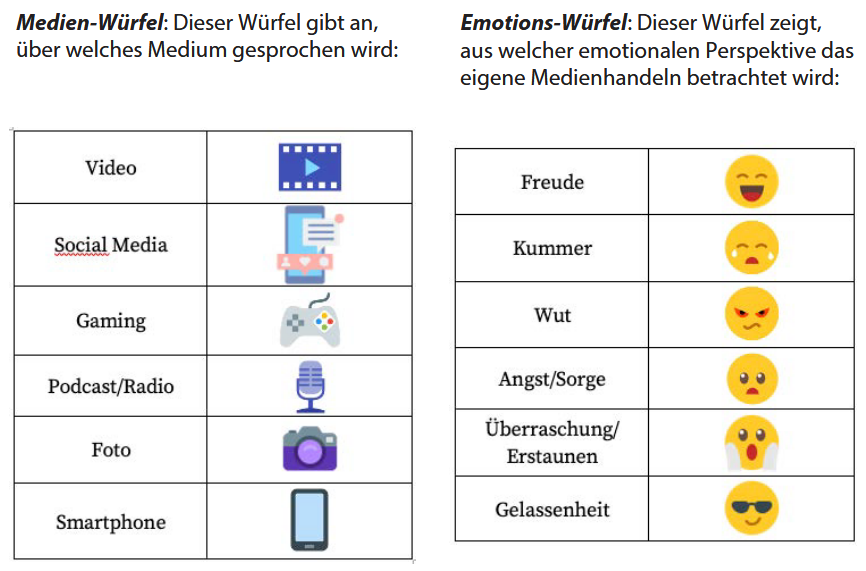 Medien-Würfel: Dieser Würfel gibt an,
über welches Medium gesprochen wird:
Video
Social Media
Gaming
Podcast/Radio
Foto
Smartphone
Emotions-Würfel: Dieser Würfel zeigt,
aus welcher emotionalen Perspektive das
eigene Medienhandeln betrachtet wird:
Freude
Kummer
Wut
Angst/Sorge
Überraschung/
Erstaunen
Gelassenheit